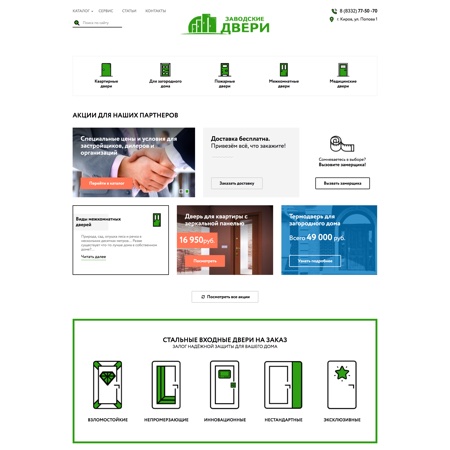 КАТАЛОГ СЕРВИС СТАТЬИ КОНТАКТЫ
Поиск по сайту
ЗАВОДСКИЕ
ДВЕРИ
8 (8332) 77-50 -70
г. Киров, ул. Попова 1
Квартирные
двери
Для загородного
дома
Пожарные
двери
Межкомнатные
двери
Медицинские
двери
АКЦИИ ДЛЯ НАШИХ ПАРТНЕРОВ
Специальные цены и условия для
застройщиков, дилеров и
организаций
Перейти в каталог
Доставка бесплатна.
Привезём всё, что закажите!
Заказать доставку
Сомневаетесь в выборе?
Вызовите замерщика!
Вызвать замерщика
Виды межкомнатных
дверей
Читать далее
Дверь для квартиры с
зеркальной панелью
16 950 руб.
Посмотреть
Термодверь для
загородного дома
Всего 49 000 руб.
Узнать подробнее
Посмотреть все акции
СТАЛЬНЫЕ ВХОДНЫЕ ДВЕРИ НА ЗАКАЗ
ЗАЛОГ НАДЁЖНОЙ ЗАЩИТЫ ДЛЯ ВАШЕГО ДОМА
ВЗЛОМОСТОЙКИЕ
НЕПРОМЕРЗАЮЩИЕ
ИННОВАЦИОННЫЕ
НЕСТАНДАРТНЫЕ
ЭКСКЛЮЗИВНЫЕ